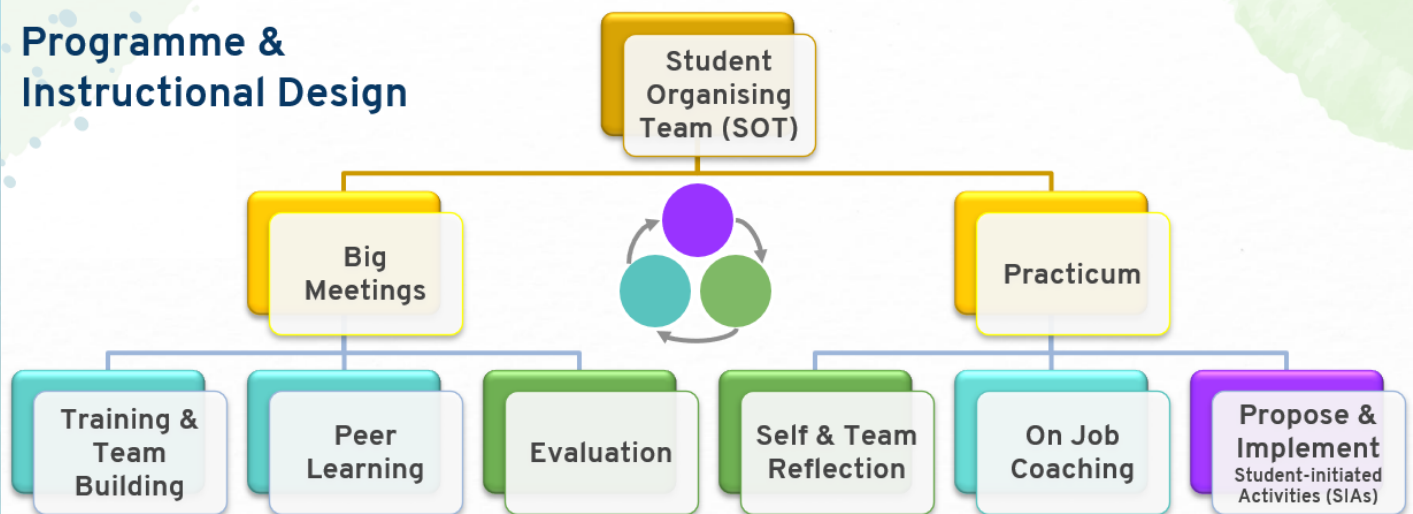 Programme &
Instructional Design
Student
Organising
Team (SOT)
Big
Meetings
Practicum
Training &
Team
Building
Peer
Learning
Evaluation
Self & Team
Reflection
On Job
Coaching
Propose &
Implement
Student-initiated
Activities (SIAs)